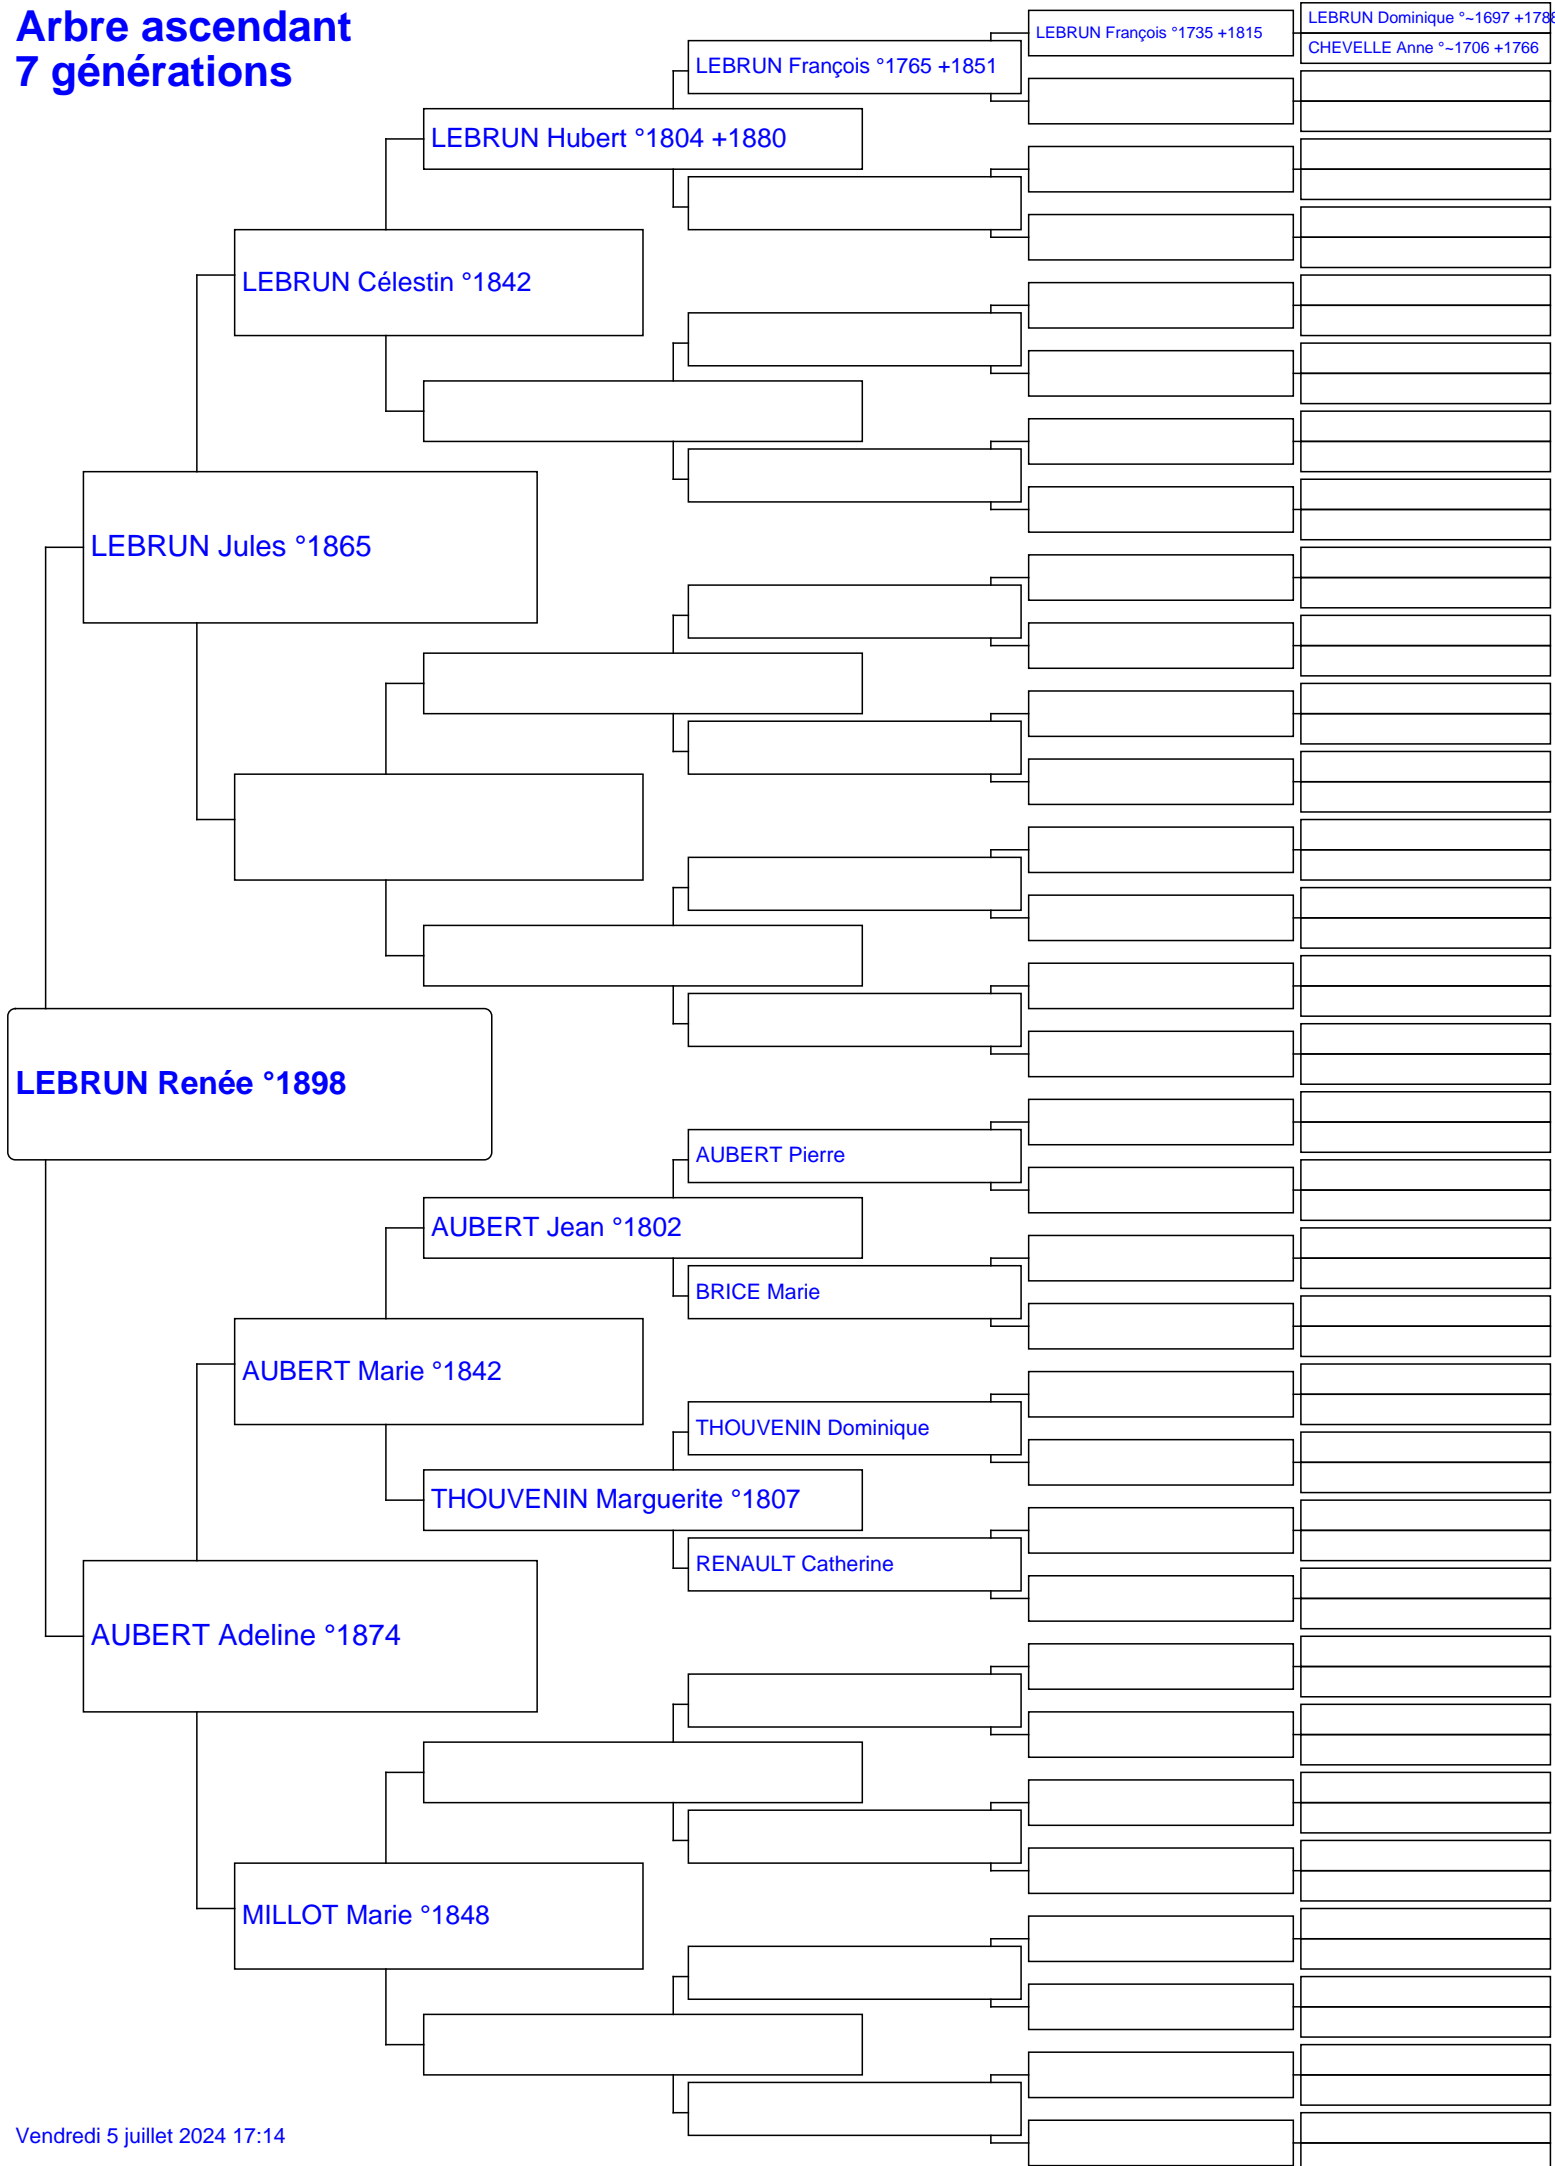 Arbre ascendant
7 générations
LEBRUN Dominique °~1697 +178
LEBRUN François °1735 +1815
CHEVELLE Anne °~1706 +1766
LEBRUN François °1765 +1851
LEBRUN Hubert °1804 +1880
LEBRUN Célestin °1842
LEBRUN Jules °1865
LEBRUN Renée °1898
AUBERT Pierre
AUBERT Jean °1802
BRICE Marie
AUBERT Marie °1842
THOUVENIN Dominique
THOUVENIN Marguerite °1807
RENAULT Catherine
AUBERT Adeline °1874
MILLOT Marie °1848
Vendredi 5 juillet 2024 17:14